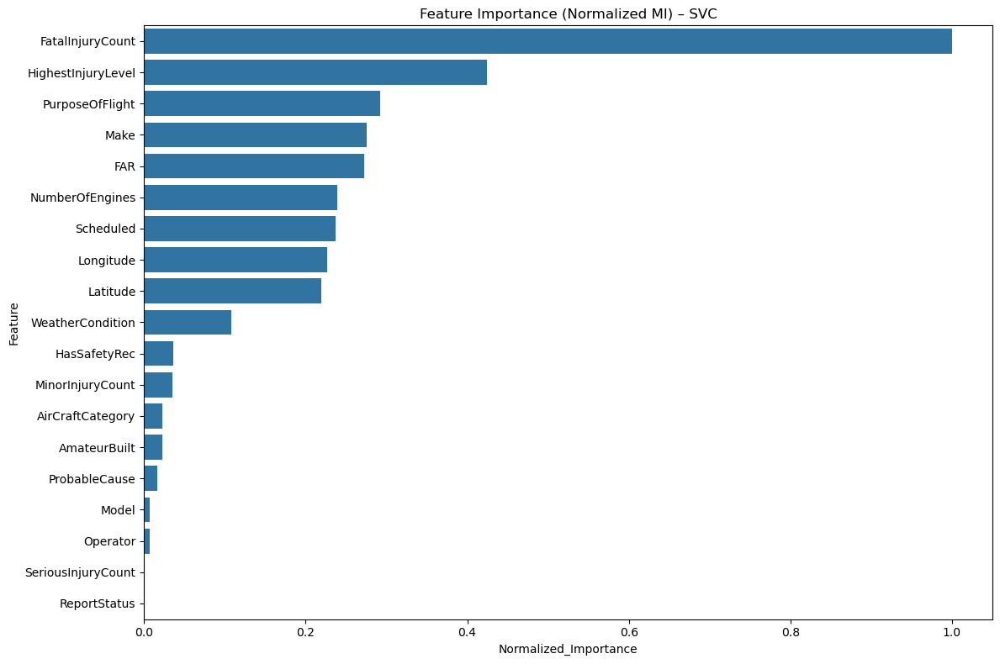 Feature Importance (Normalized MI) – SVC
Feature
FatalInjuryCount
HighestInjuryLevel
PurposeOfFlight
Make
FAR
NumberOfEngines
Scheduled
Longitude
Latitude
WeatherCondition
HasSafetyRec
MinorInjuryCount
AirCraftCategory
AmateurBuilt
ProbableCause
Model
Operator
SeriousInjuryCount
ReportStatus
0.0 0.2 0.4 0.6 0.8 1.0
Normalized_Importance